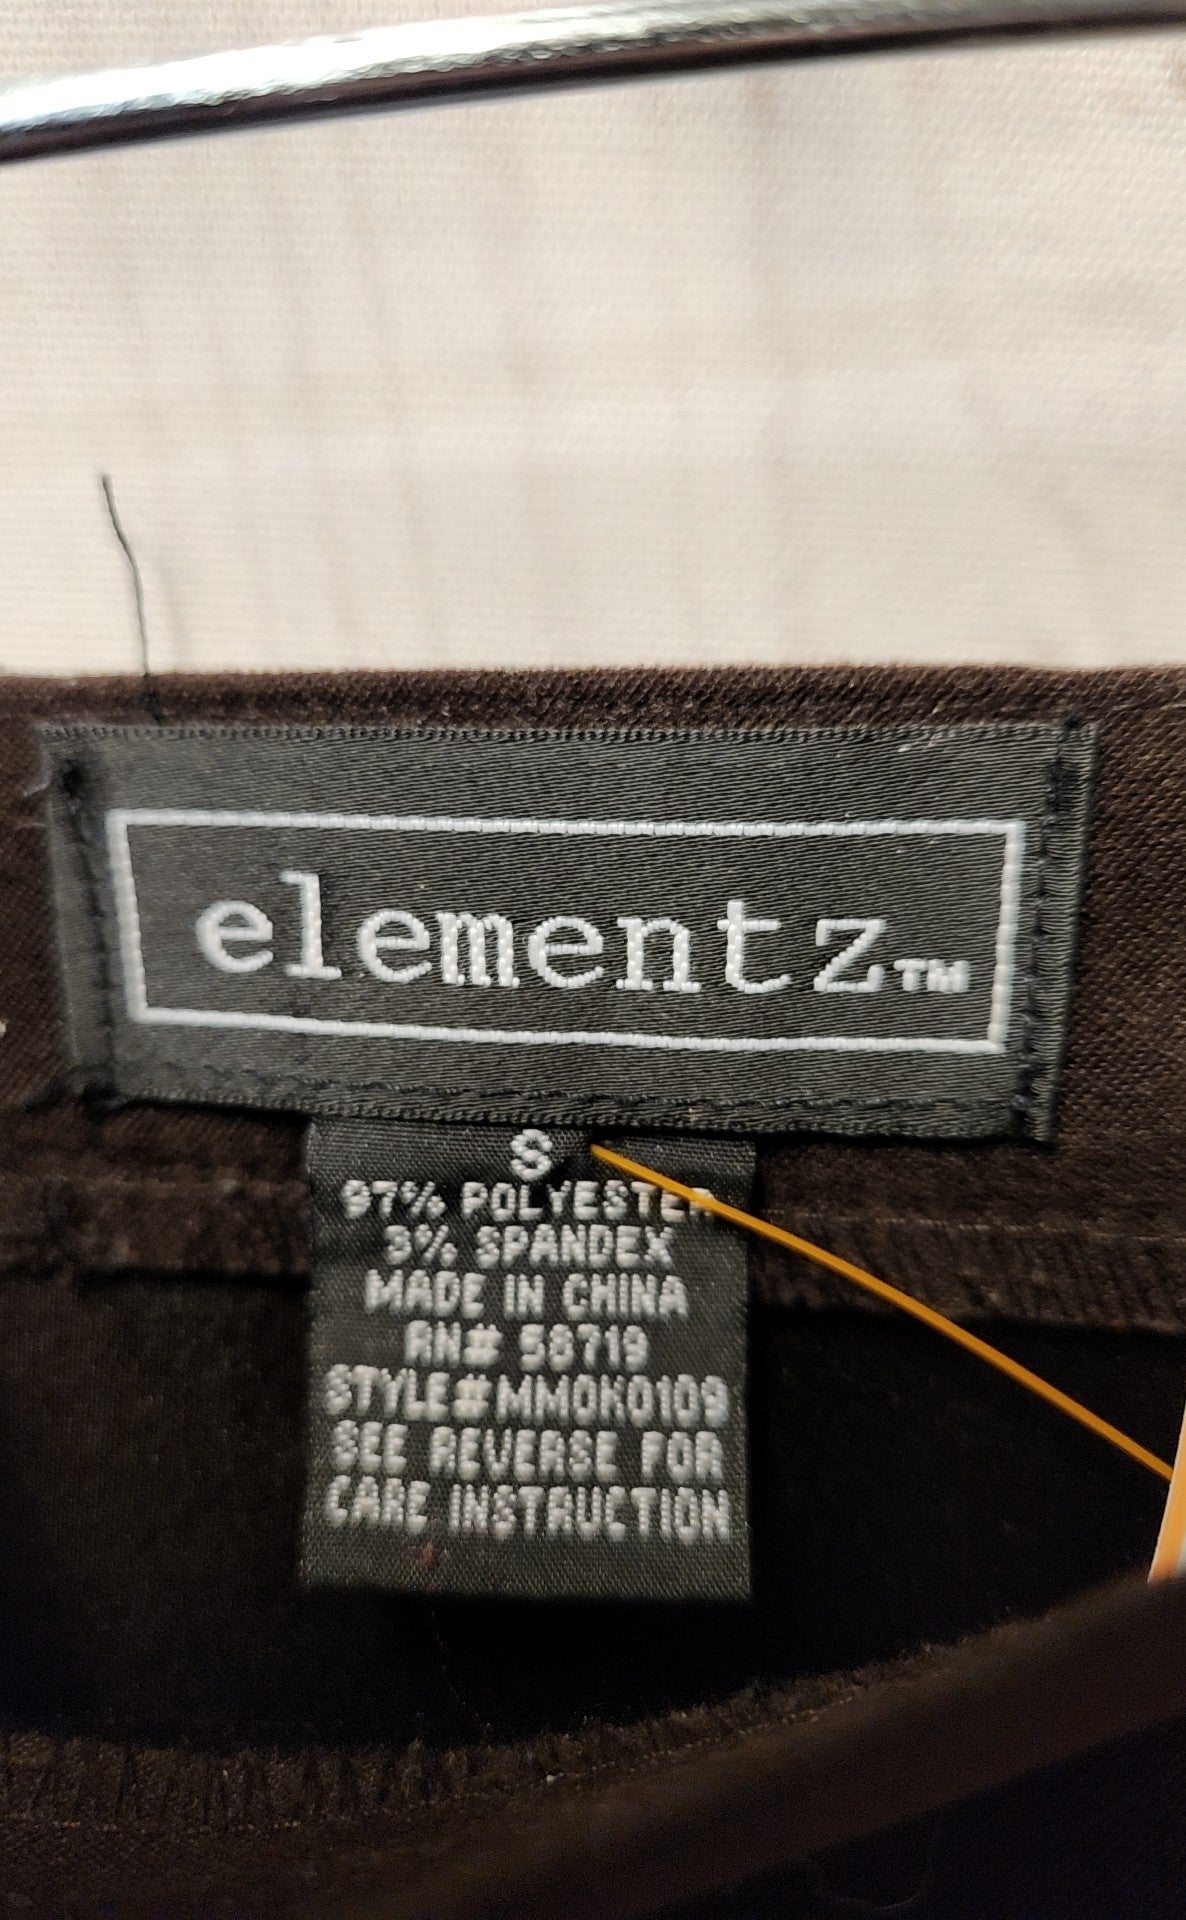 elementz™
S
97% POLYESTER
3% SPANDEX
MADE IN CHINA
RN# 58719
STYLE#MMOK0109
SEE REVERSE FOR
CARE INSTRUCTION